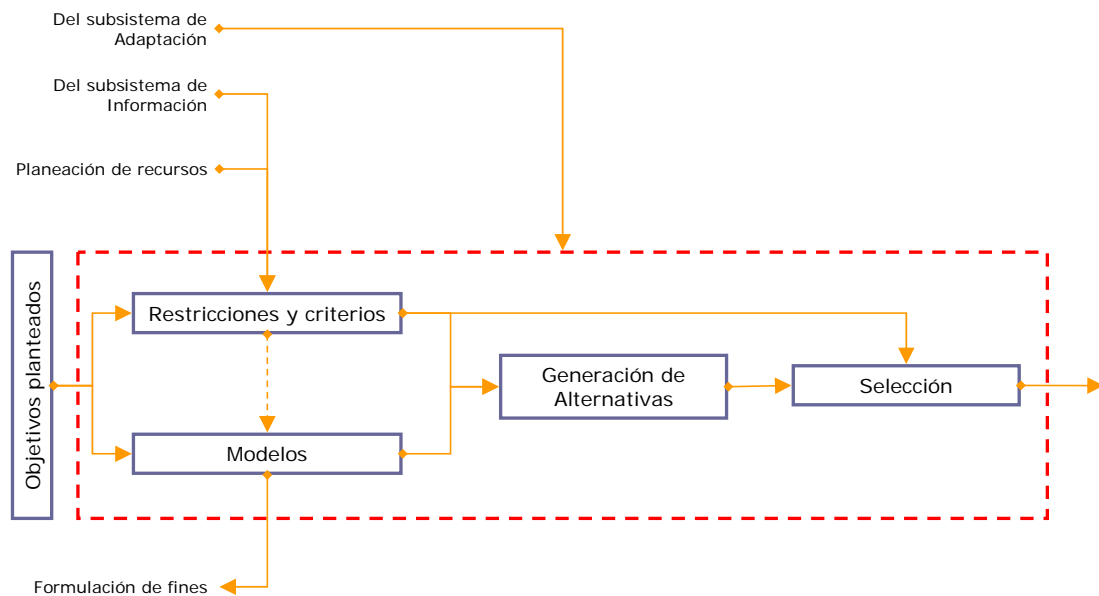 Del subsistema de
Adaptación
Del subsistema de
Información
Planeación de recursos
Objetivos planteados
Restricciones y criterios
Generación de
Alternativas
Selección
Modelos
Formulación de fines